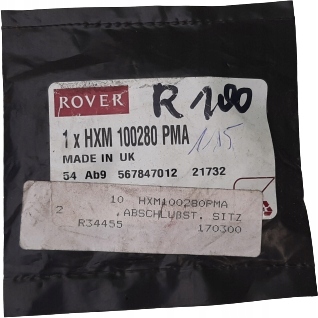 ROVER
R 100
1 x HXM 100280 PMA
1,15
MADE IN UK
54 Ab9 567847012 21732
10 HXM100280PMA
2 .ABSCHLUßT. SITZ
R34455 170300